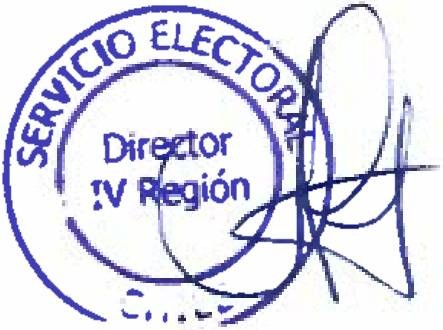 SERVICIO ELECTORAL
Director
IV Región